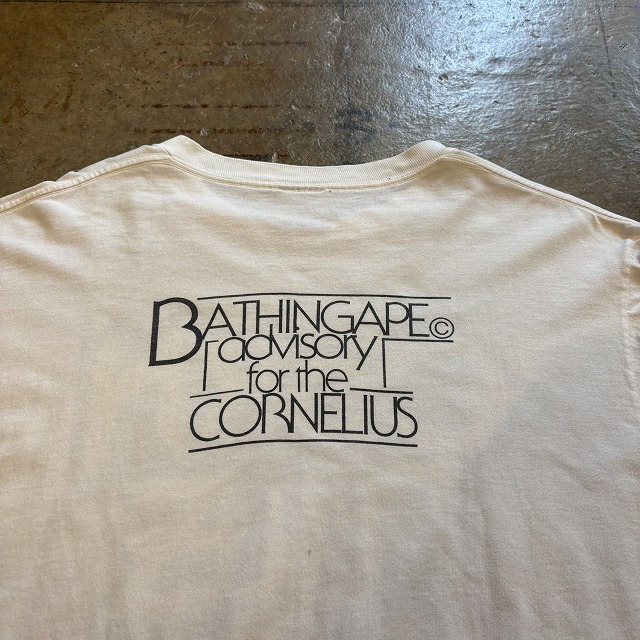 BATHINGAPE©
advisory
for the
CORNELIUS